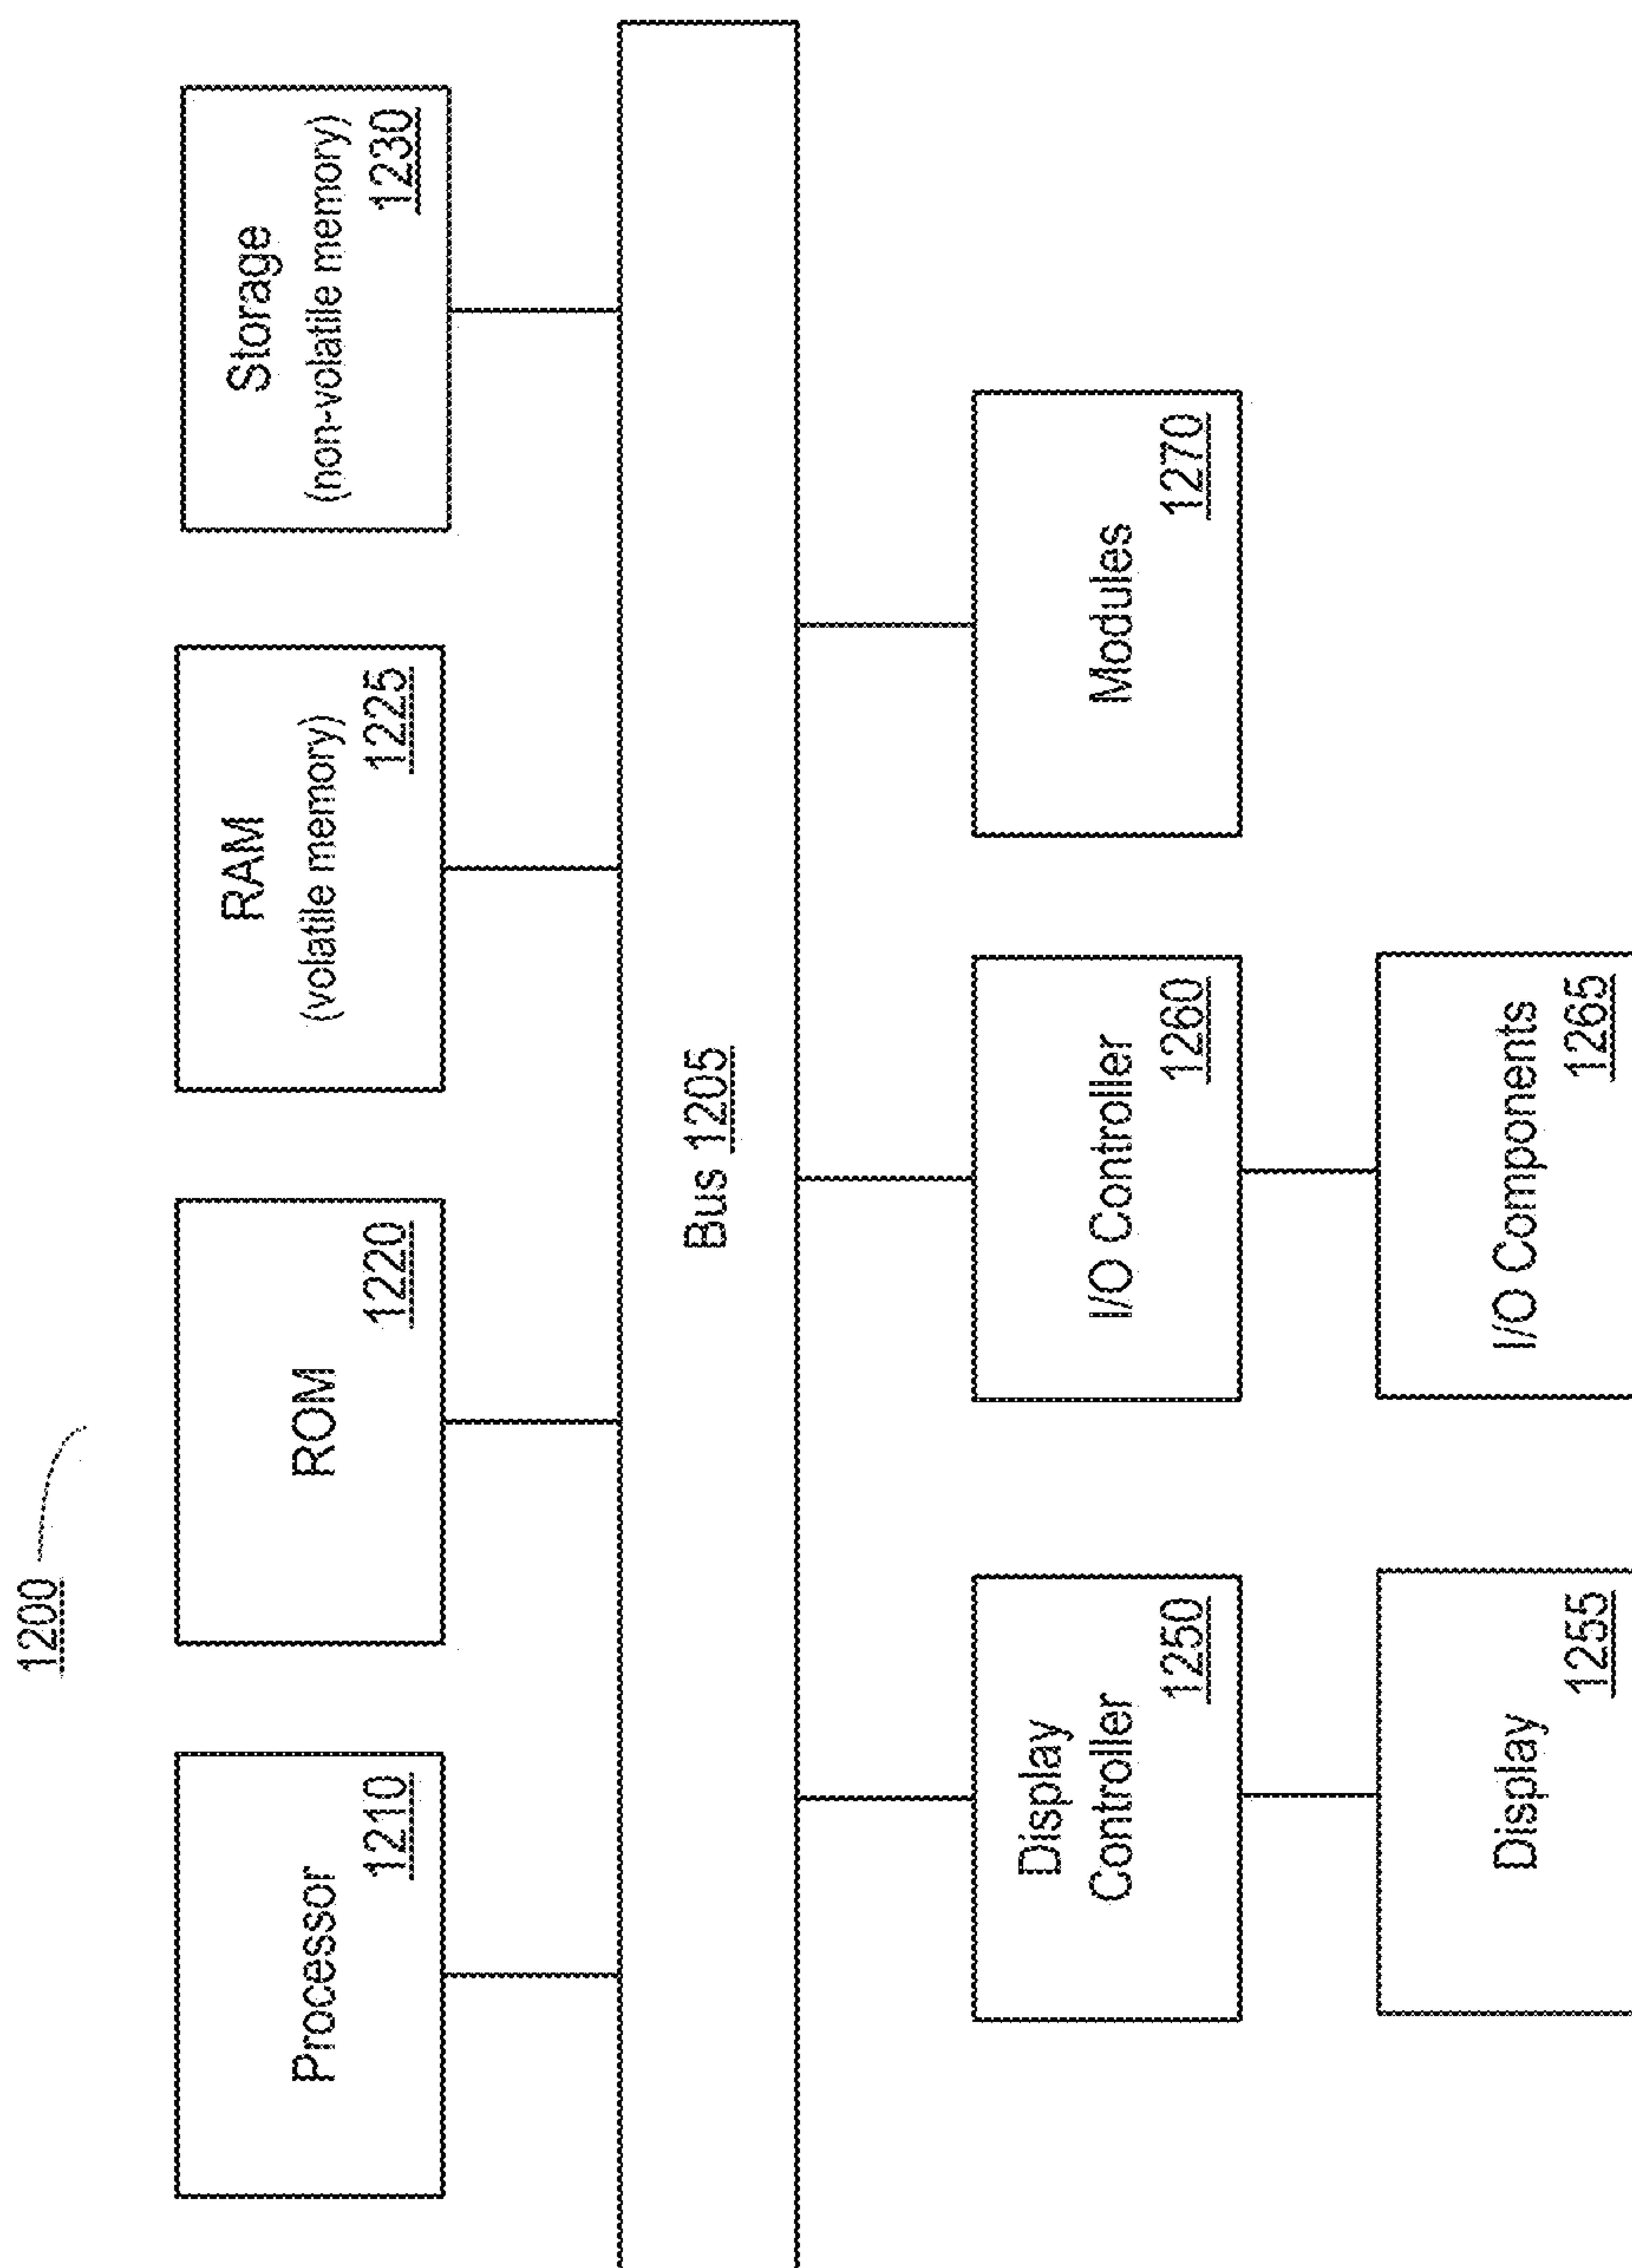 1200
Processor
1210
ROM
1220
RAM
(volatile memory)
1225
Storage
(non-volatile memory)
1230
Bus 1205
Display
Controller
1250
I/O Controller
1260
Modules
1270
Display
1255
I/O Components
1265